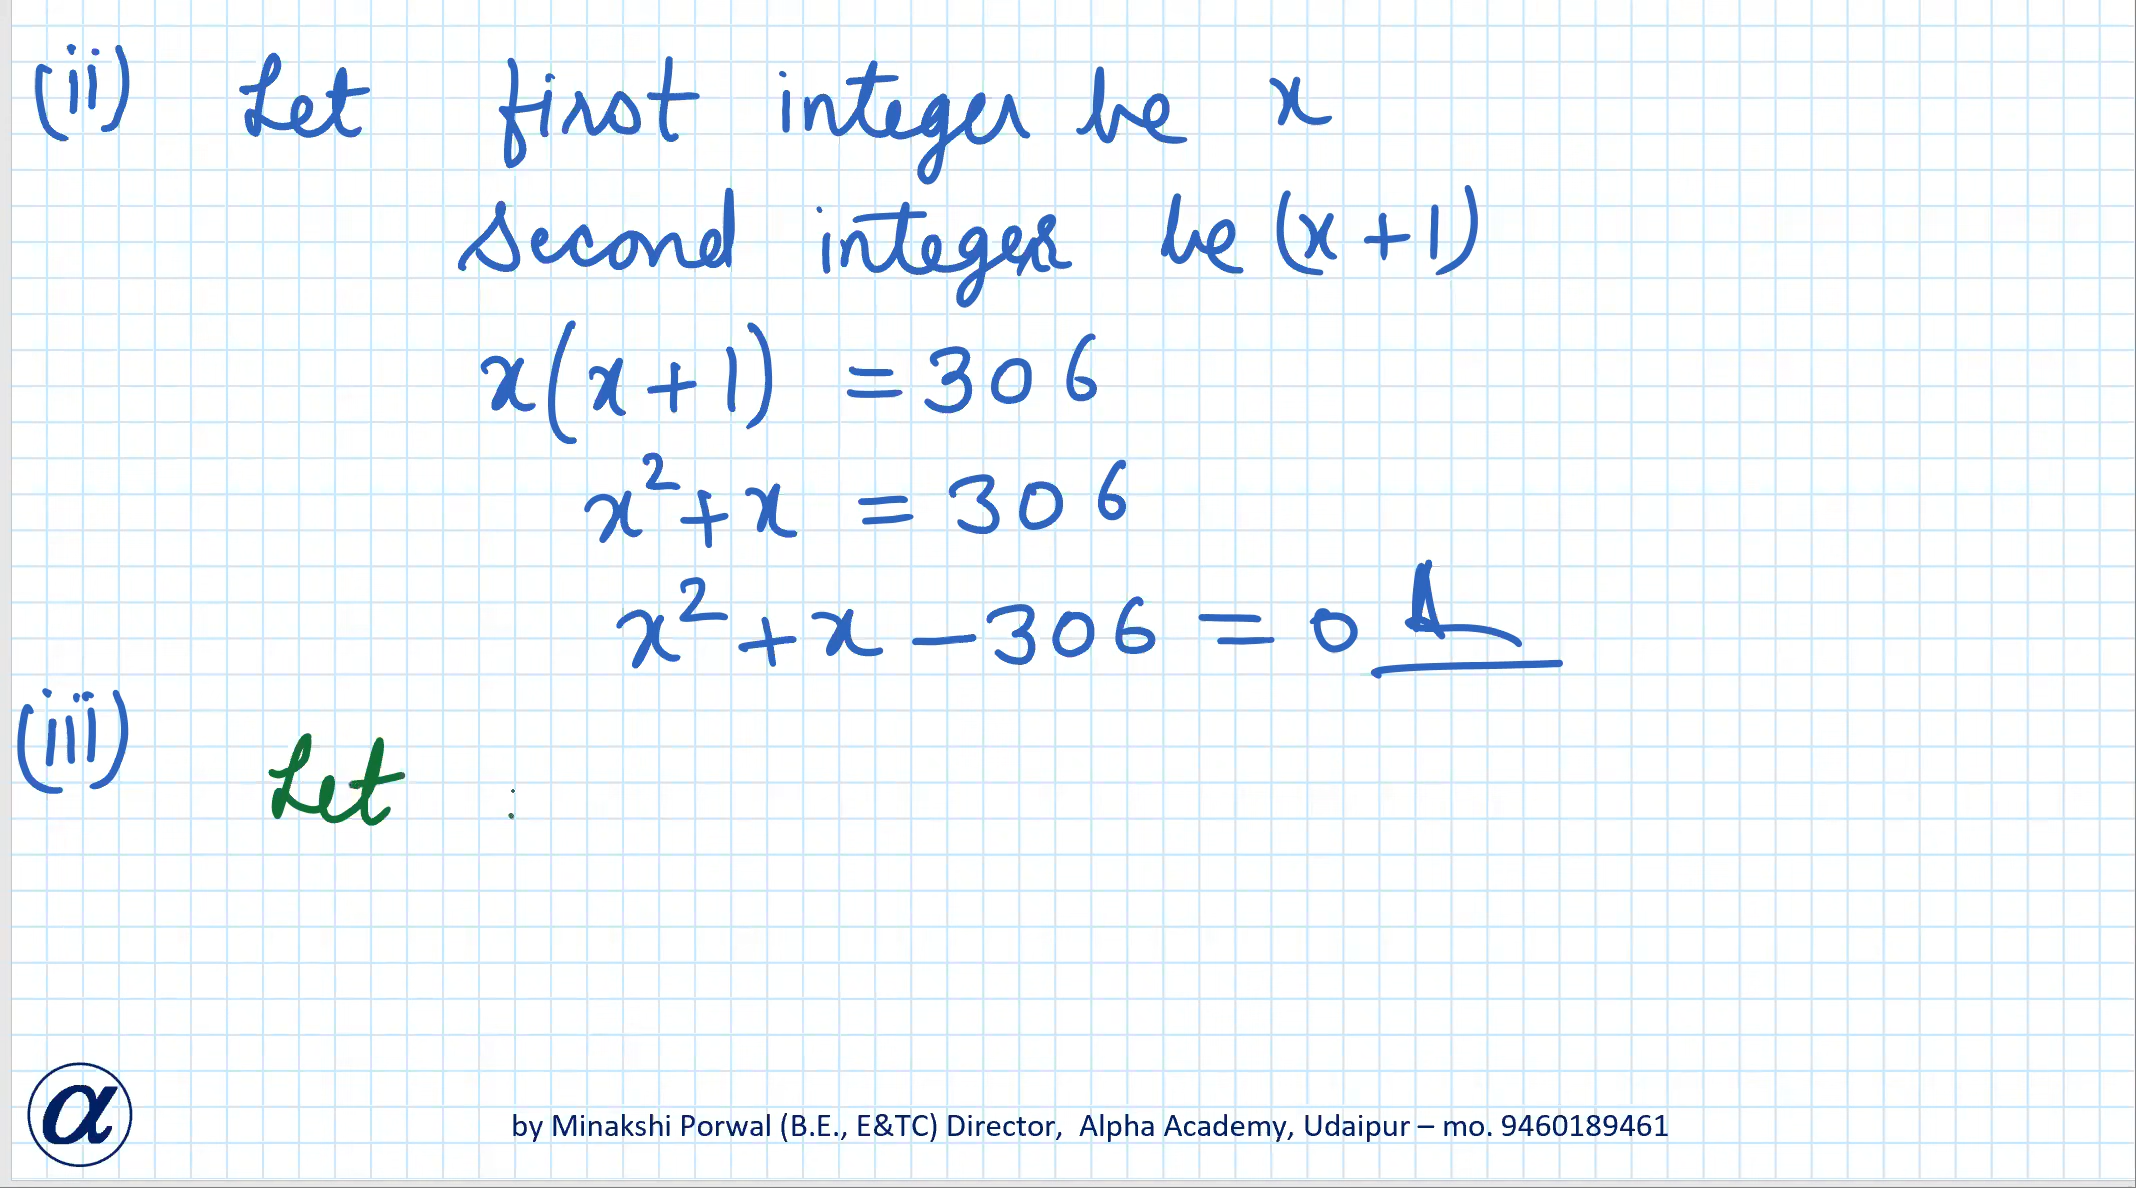 (ii) Let first integer be x
second integer be (x+1)
x(x+1) = 306
x²+x = 306
x²+x-306 = 0
(iii) Let :
α
by Minakshi Porwal (B.E., E&TC) Director, Alpha Academy, Udaipur – mo. 9460189461